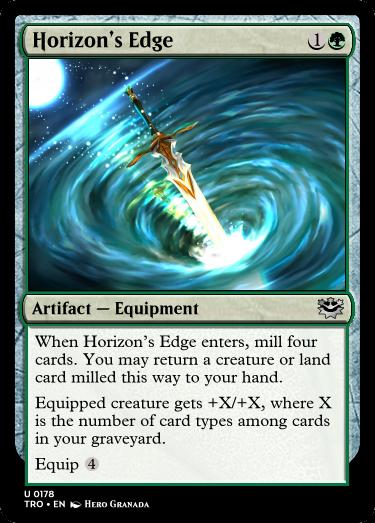 Horizon's Edge 1
Artifact — Equipment
When Horizon's Edge enters, mill four
cards. You may return a creature or land
card milled this way to your hand.
Equipped creature gets +X/+X, where X
is the number of card types among cards
in your graveyard.
Equip 4
U 0178
TRO • EN Hero Granada